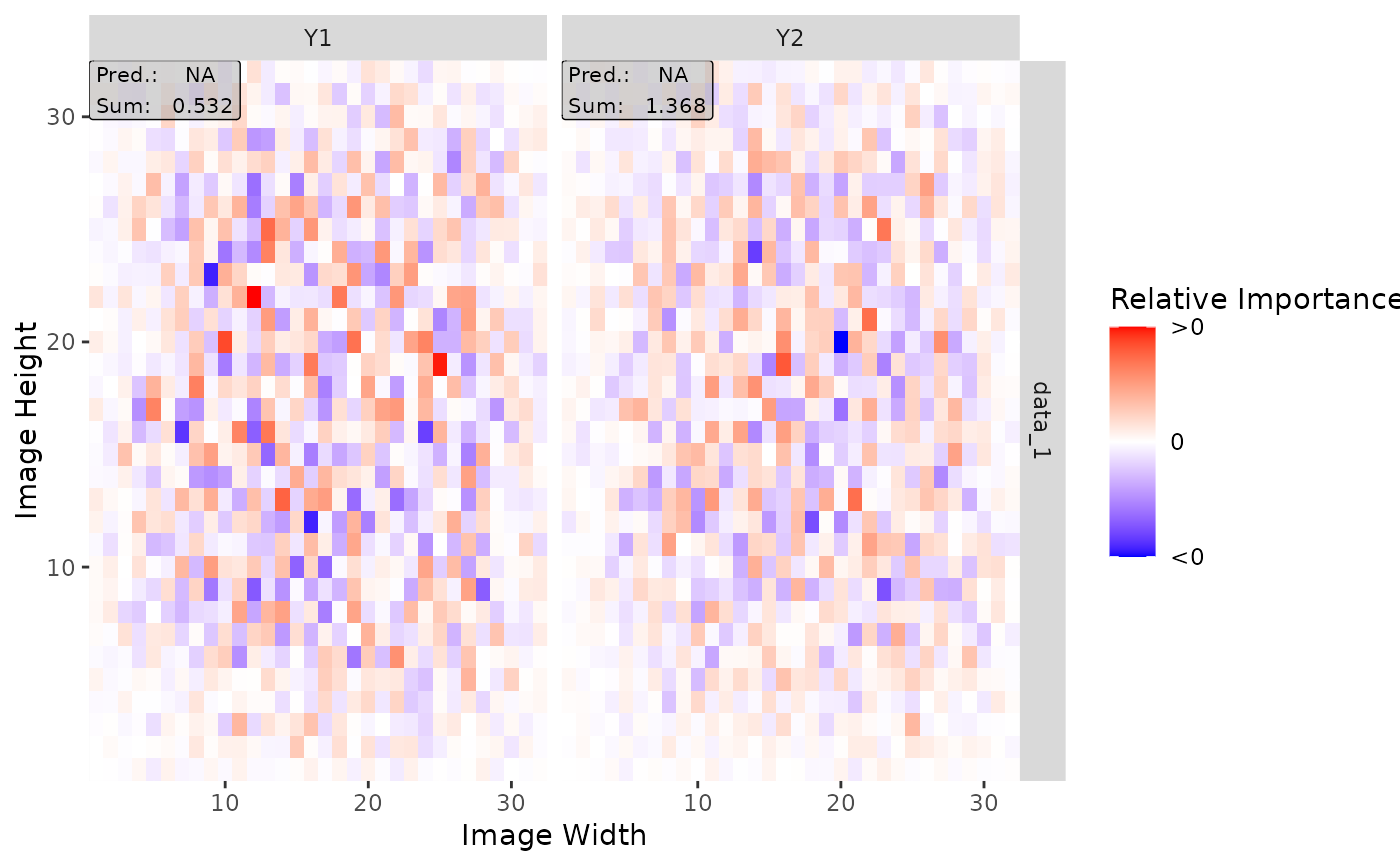 Y1
Y2
Pred.: NA
Sum: 0.532
Pred.: NA
Sum: 1.368
30
20
10
Image Height
data_1
10
20
30
10
20
30
Image Width
Relative Importance
>0
0
<0